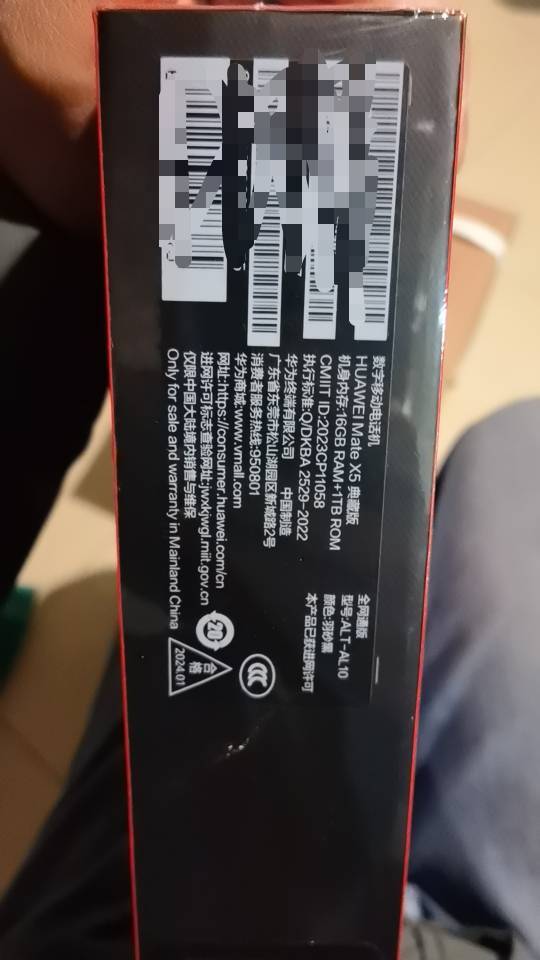 数字移动电话机
HUAWEI Mate X5 典藏版
机身内存:16GB RAM+1TB ROM
CMIIT ID:2023CP11058
执行标准:Q/DKBA 2529-2022
华为终端有限公司 中国制造
广东省东莞市松山湖园区新城路2号
消费者服务热线:950801
华为商城:www.vmall.com
网址:https://consumer.huawei.com/cn
进网许可标志查验网址:jwxkjwgl.miit.gov.cn
仅限中国大陆境内销售与维保
Only for sale and warranty in Mainland China
全网通版
型号:ALT-AL10
颜色:羽砂黑
本产品已获进网许可
CCC
20
合格
2024.01